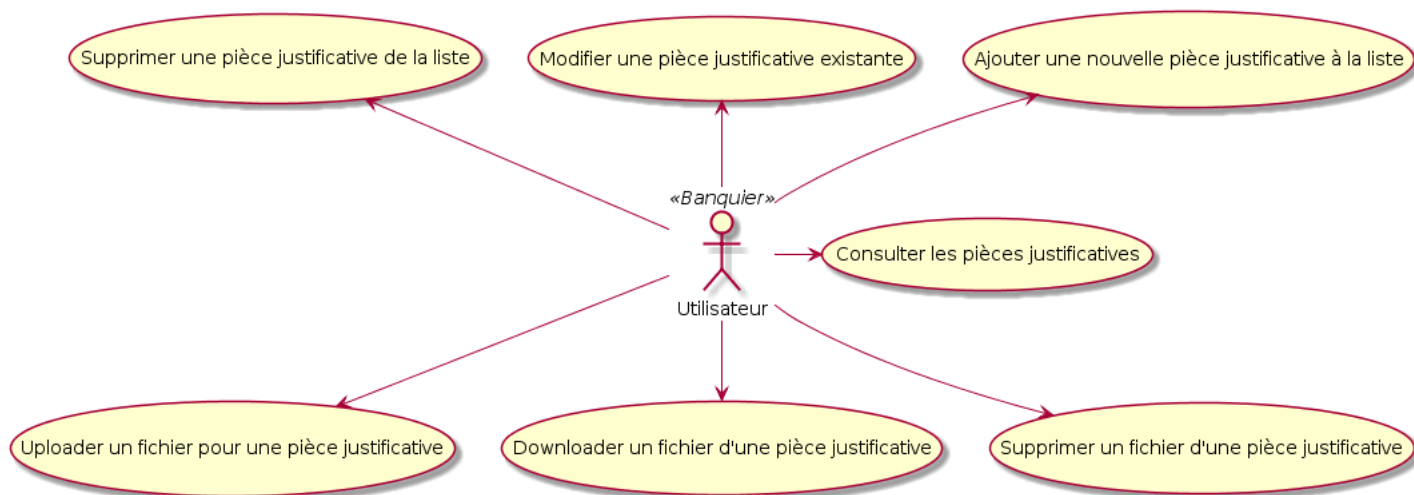 Supprimer une pièce justificative de la liste
Modifier une pièce justificative existante
Ajouter une nouvelle pièce justificative à la liste
«Banquier»
Utilisateur
Consulter les pièces justificatives
Uploader un fichier pour une pièce justificative
Downloader un fichier d'une pièce justificative
Supprimer un fichier d'une pièce justificative